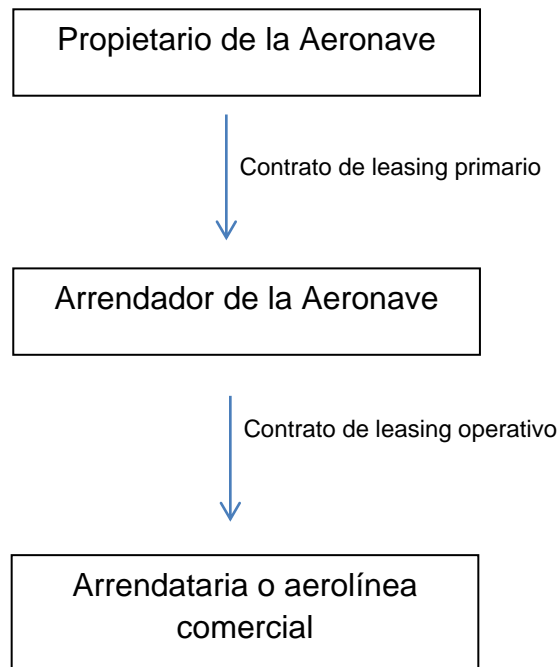 Propietario de la Aeronave
Contrato de leasing primario
Arrendador de la Aeronave
Contrato de leasing operativo
Arrendataria o aerolínea
comercial